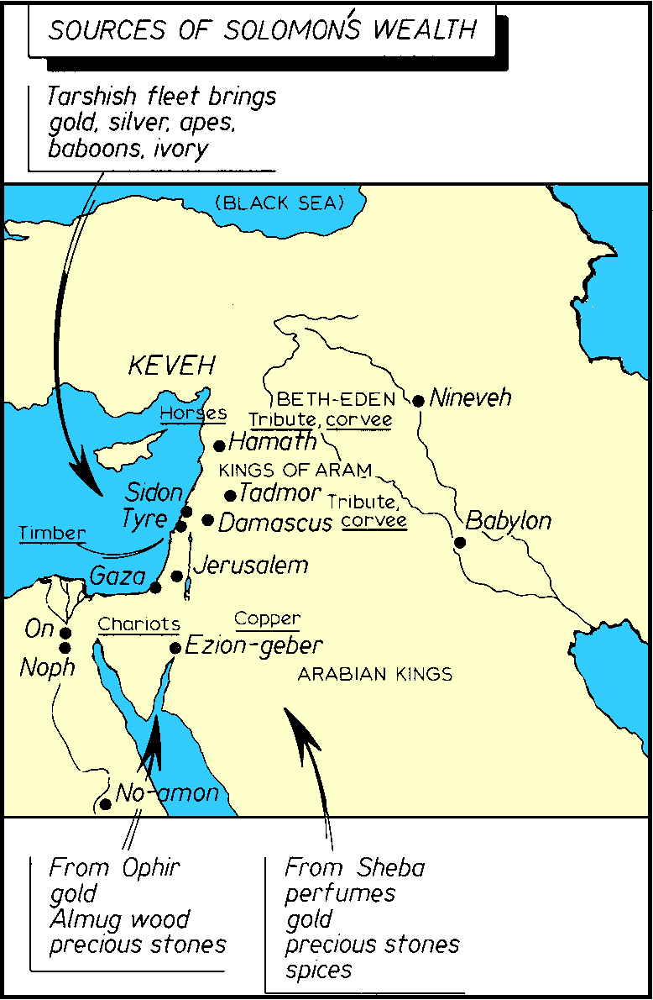 SOURCES OF SOLOMON'S WEALTH
Tarshish fleet brings
gold, silver, apes,
baboons, ivory
(BLACK SEA)
KEVEH
BETH-EDEN
Nineveh
Horses
Tribute, corvee
Hamath
KINGS OF ARAM
Sidon
Tadmor
Tribute,
Tyre
Damascus
corvee
Babylon
Timber
Jerusalem
Gaza
On
Chariots
Copper
Ezion-geber
Noph
ARABIAN KINGS
No-amon
From Ophir
gold
Almug wood
precious stones
From Sheba
perfumes
gold
precious stones
spices